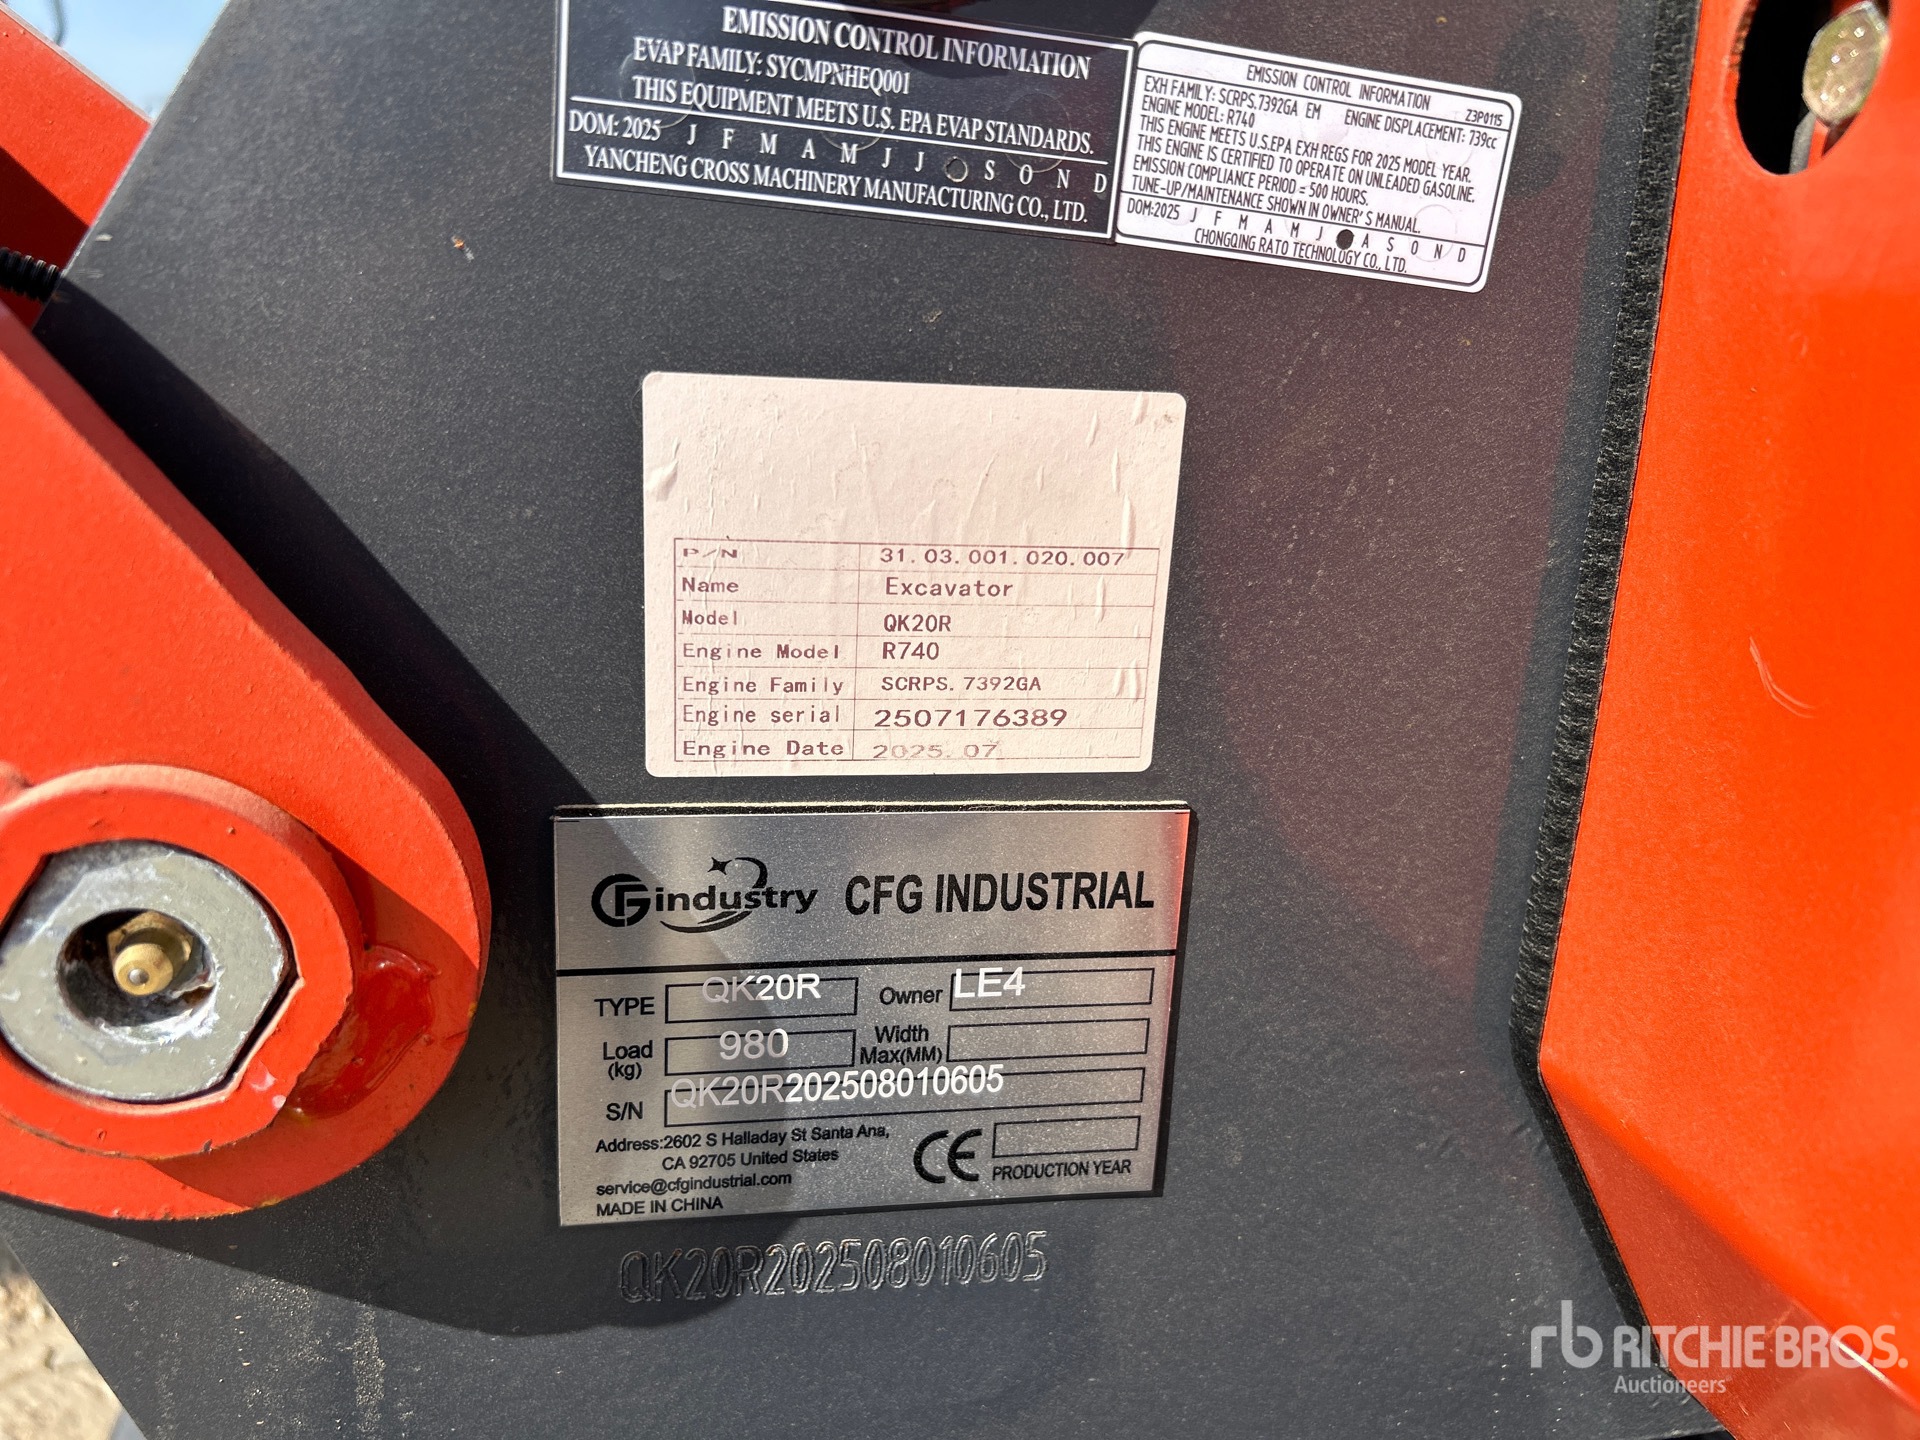 EMISSION CONTROL INFORMATION
EVAP FAMILY: SYCMPNHEQ001
THIS EQUIPMENT MEETS U.S. EPA EVAP STANDARDS.
DOM: 2025 J F M A M J J S O N D
YANCHENG CROSS MACHINERY MANUFACTURING CO., LTD.
EMISSION CONTROL INFORMATION Z3P0115
EXH FAMILY: SCRPS.7392GA EM ENGINE DISPLACEMENT: 739cc
ENGINE MODEL: R740
THIS ENGINE MEETS U.S.EPA EXH REGS FOR 2025 MODEL YEAR.
THIS ENGINE IS CERTIFIED TO OPERATE ON UNLEADED GASOLINE.
EMISSION COMPLIANCE PERIOD = 500 HOURS.
TUNE-UP/MAINTENANCE SHOWN IN OWNER'S MANUAL.
DOM:2025 J F M A M J A S O N D
CHONGQING RATO TECHNOLOGY CO., LTD.
P/N 31.03.001.020.007
Name Excavator
Model QK20R
Engine Model R740
Engine Family SCRPS.7392GA
Engine serial 2507176389
Engine Date 2025.07
GFindustry CFG INDUSTRIAL
TYPE QK20R Owner LE4
Load (kg) 980 Width Max(MM)
S/N QK20R202508010605
Address:2602 S Halladay St Santa Ana,
CA 92705 United States
service@cfgindustrial.com
MADE IN CHINA
CE PRODUCTION YEAR
QK20R202508010605
rb RITCHIE BROS.
Auctioneers